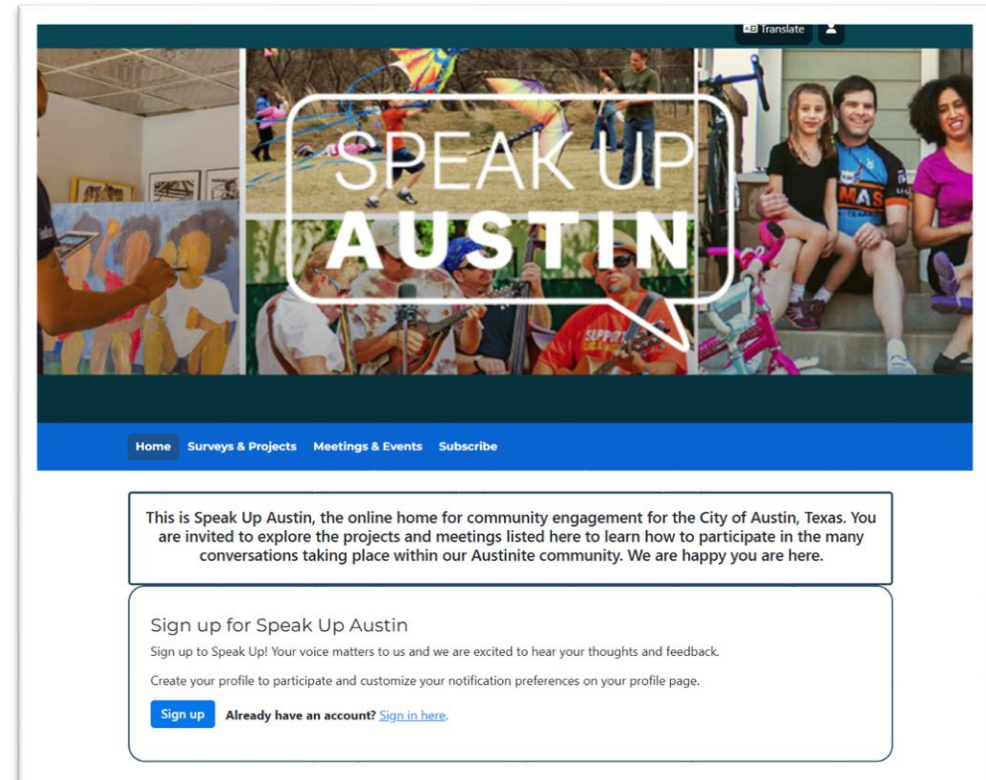 Translate
SPEAK UP
AUSTIN
MAS
SUPPORT
Home Surveys & Projects Meetings & Events Subscribe
This is Speak Up Austin, the online home for community engagement for the City of Austin, Texas. You
are invited to explore the projects and meetings listed here to learn how to participate in the many
conversations taking place within our Austinite community. We are happy you are here.
Sign up for Speak Up Austin
Sign up to Speak Up! Your voice matters to us and we are excited to hear your thoughts and feedback.
Create your profile to participate and customize your notification preferences on your profile page.
Sign up Already have an account? Sign in here.